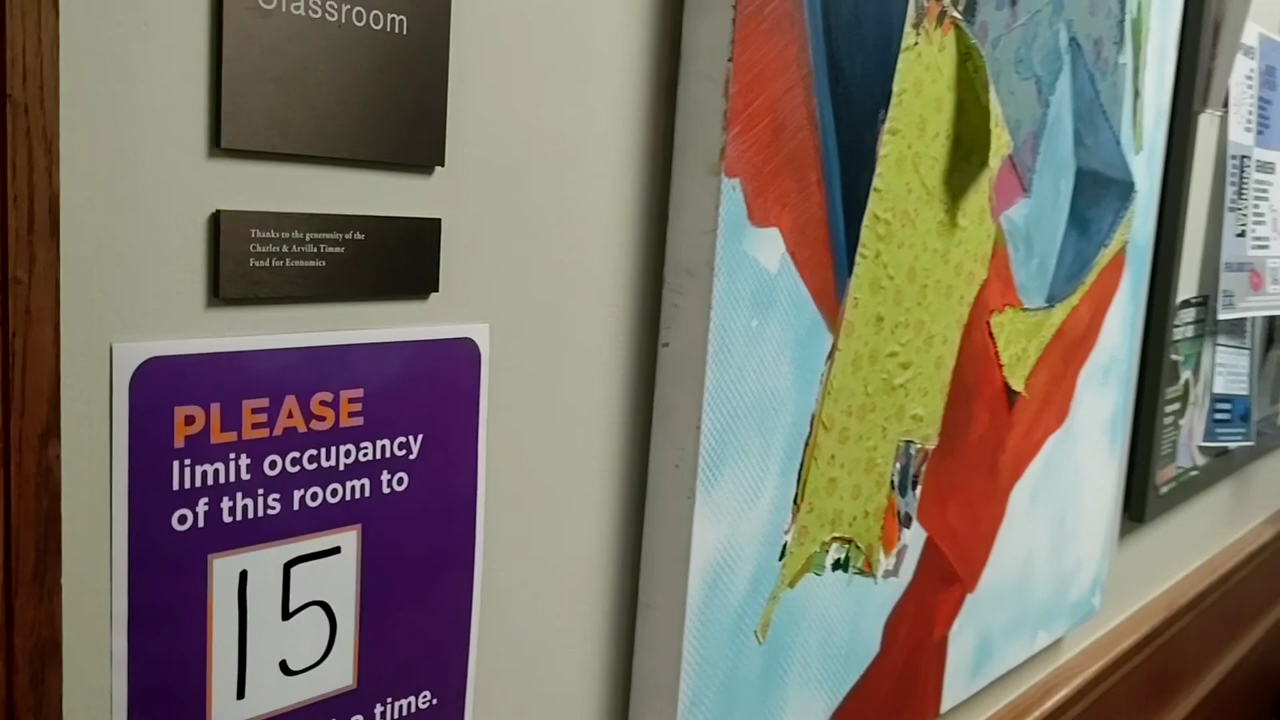 Classroom
Thanks to the generosity of the
Charles & Arvilla Timme
Fund for Economics
PLEASE
limit occupancy
of this room to
15
a time.